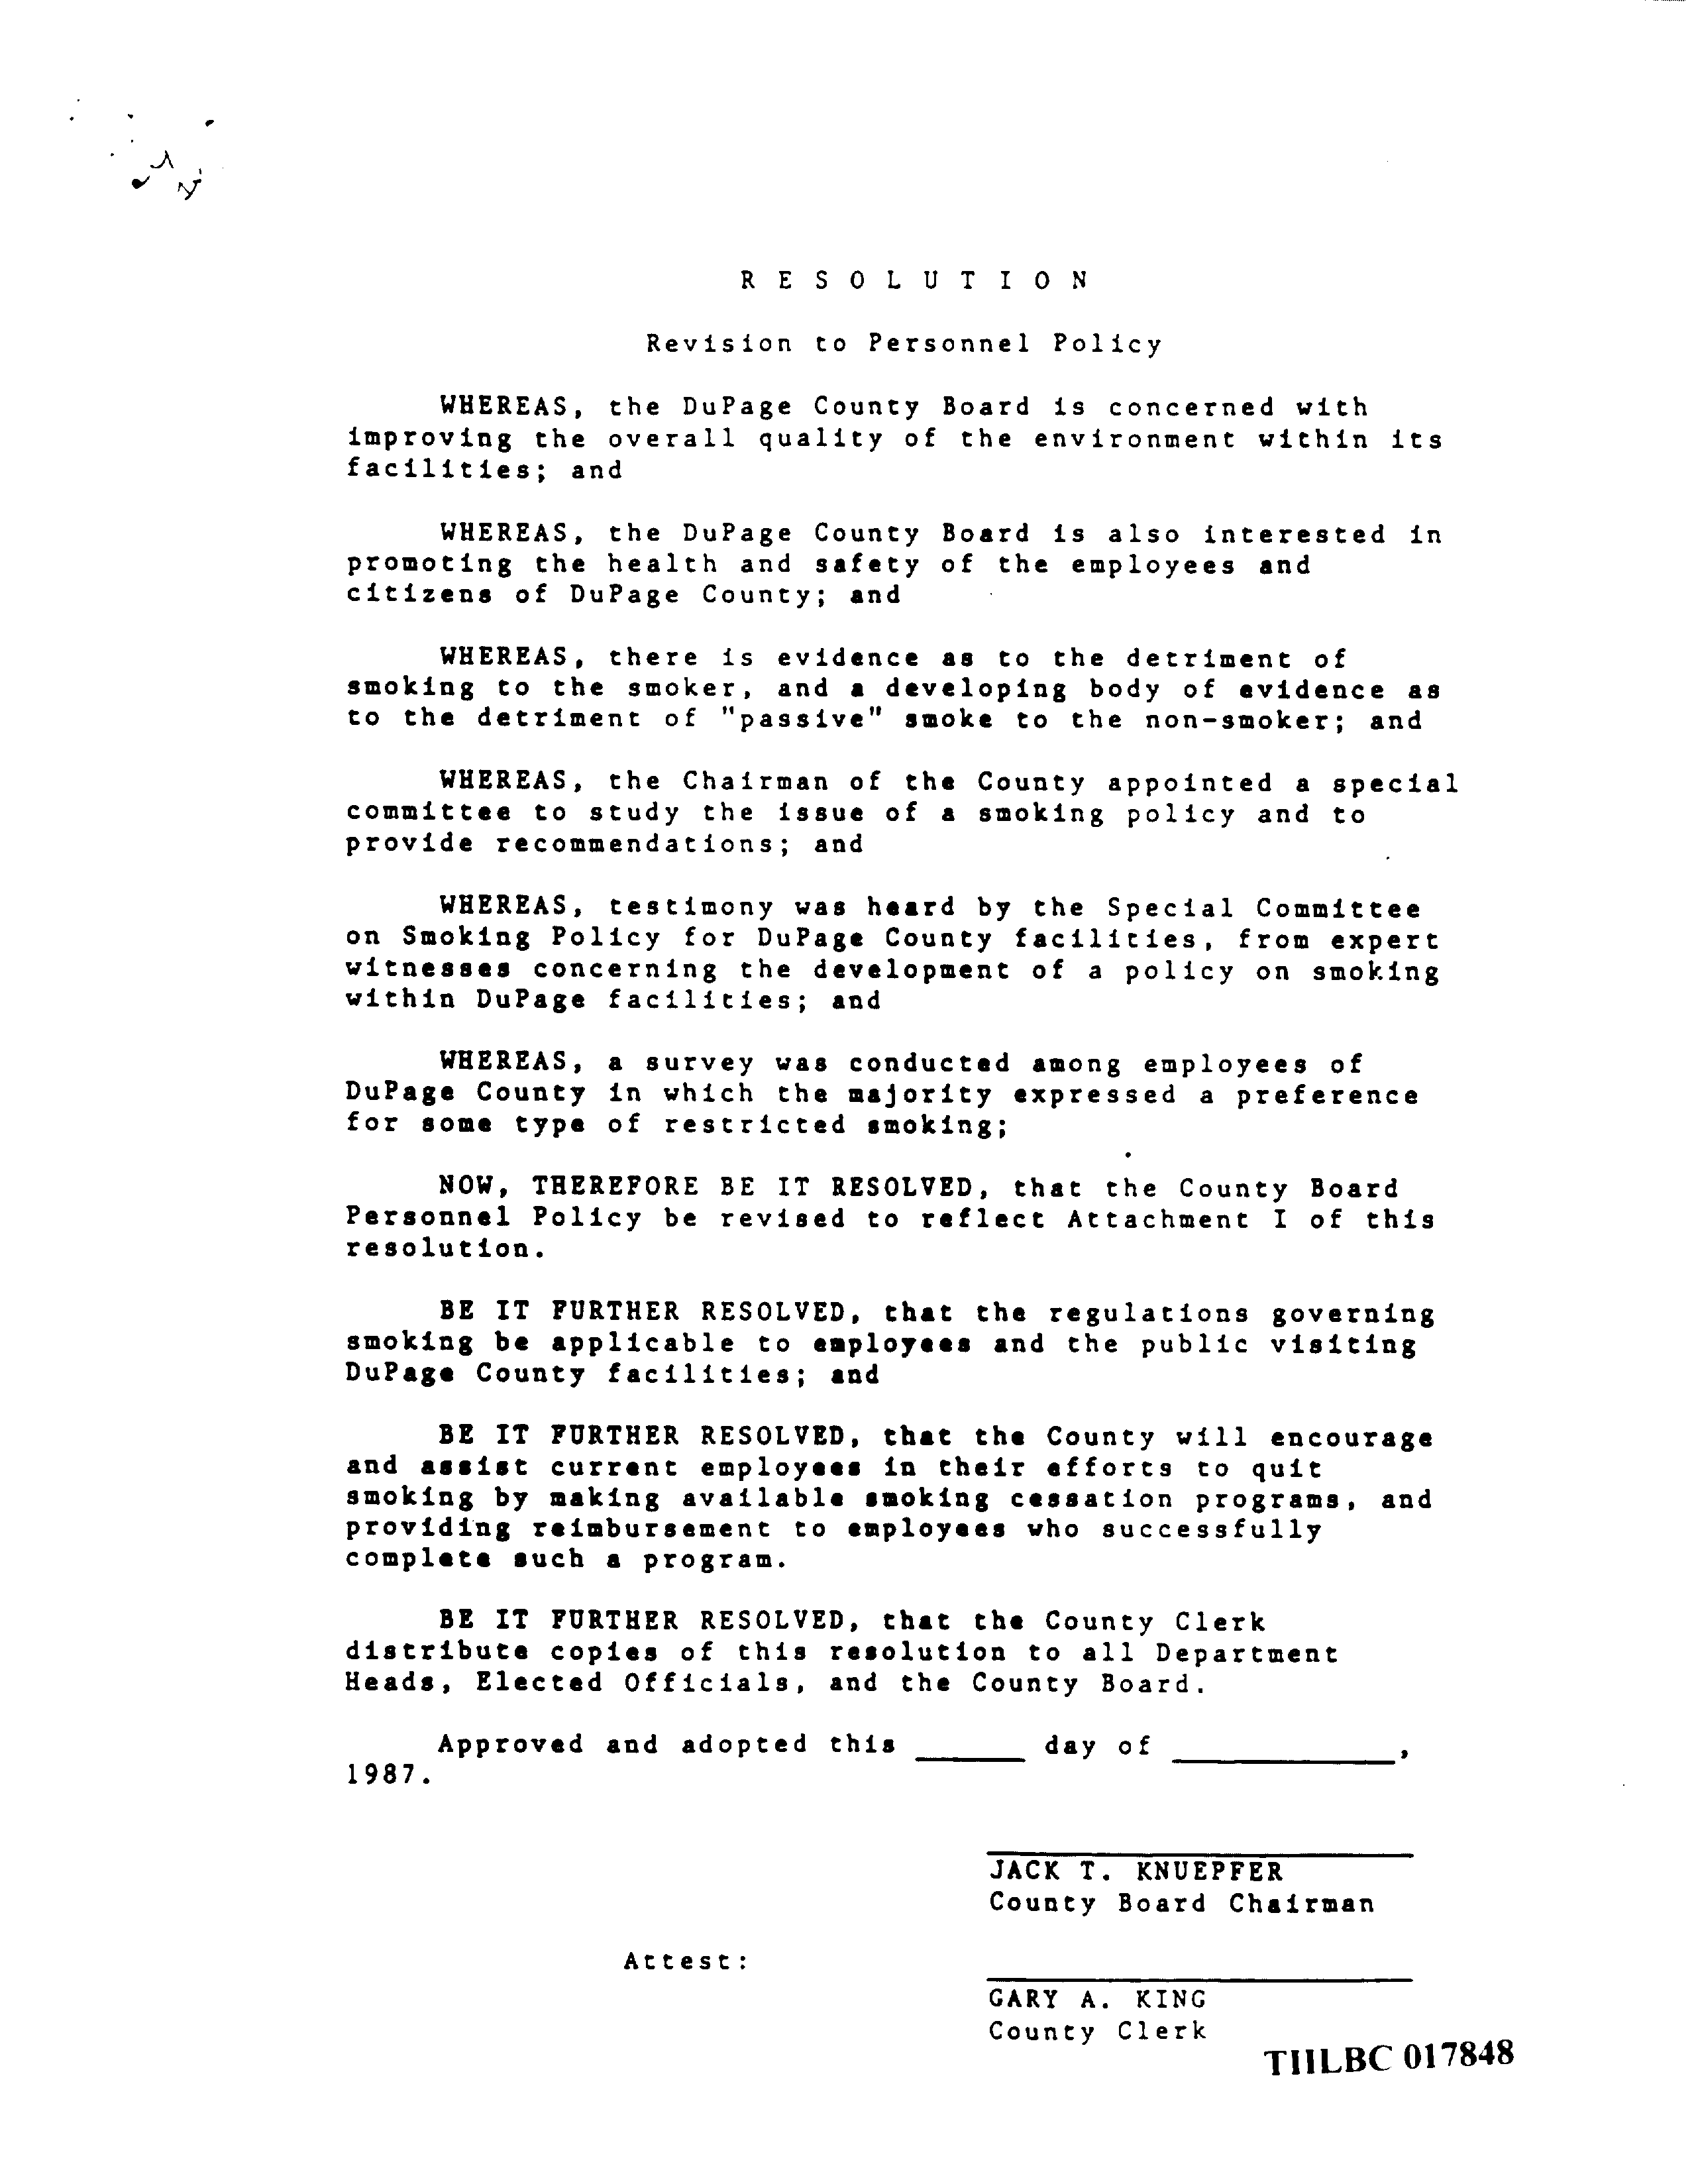 R E S O L U T I O N
Revision to Personnel Policy
WHEREAS, the DuPage County Board is concerned with
improving the overall quality of the environment within its
facilities; and
WHEREAS, the DuPage County Board is also interested in
promoting the health and safety of the employees and
citizens of DuPage County; and
WHEREAS, there is evidence as to the detriment of
smoking to the smoker, and a developing body of evidence as
to the detriment of "passive" smoke to the non-smoker; and
WHEREAS, the Chairman of the County appointed a special
committee to study the issue of a smoking policy and to
provide recommendations; and
WHEREAS, testimony was heard by the Special Committee
on Smoking Policy for DuPage County facilities, from expert
witnesses concerning the development of a policy on smoking
within DuPage facilities; and
WHEREAS, a survey was conducted among employees of
DuPage County in which the majority expressed a preference
for some type of restricted smoking;
NOW, THEREFORE BE IT RESOLVED, that the County Board
Personnel Policy be revised to reflect Attachment I of this
resolution.
BE IT FURTHER RESOLVED, that the regulations governing
smoking be applicable to employees and the public visiting
DuPage County facilities; and
BE IT FURTHER RESOLVED, that the County will encourage
and assist current employees in their efforts to quit
smoking by making available smoking cessation programs, and
providing reimbursement to employees who successfully
complete such a program.
BE IT FURTHER RESOLVED, that the County Clerk
distribute copies of this resolution to all Department
Heads, Elected Officials, and the County Board.
Approved and adopted this ______ day of ____________,
1987.
JACK T. KNUEPFER
County Board Chairman
Attest:
GARY A. KING
County Clerk
TIILBC 017848